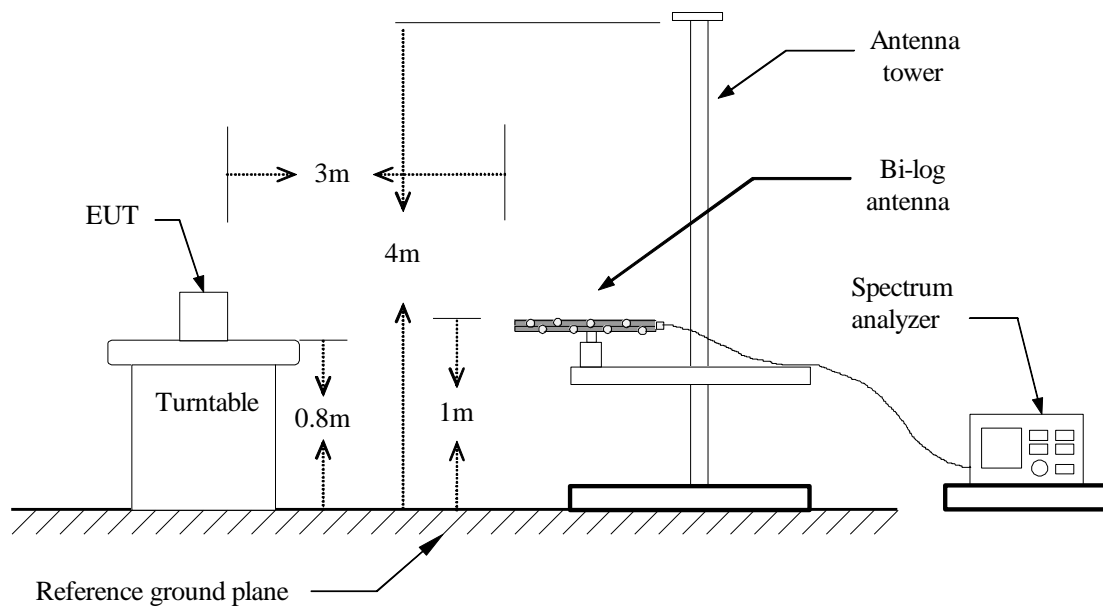 Antenna
tower
3m
Bi-log
antenna
EUT
4m
Spectrum
analyzer
Turntable
0.8m
1m
Reference ground plane